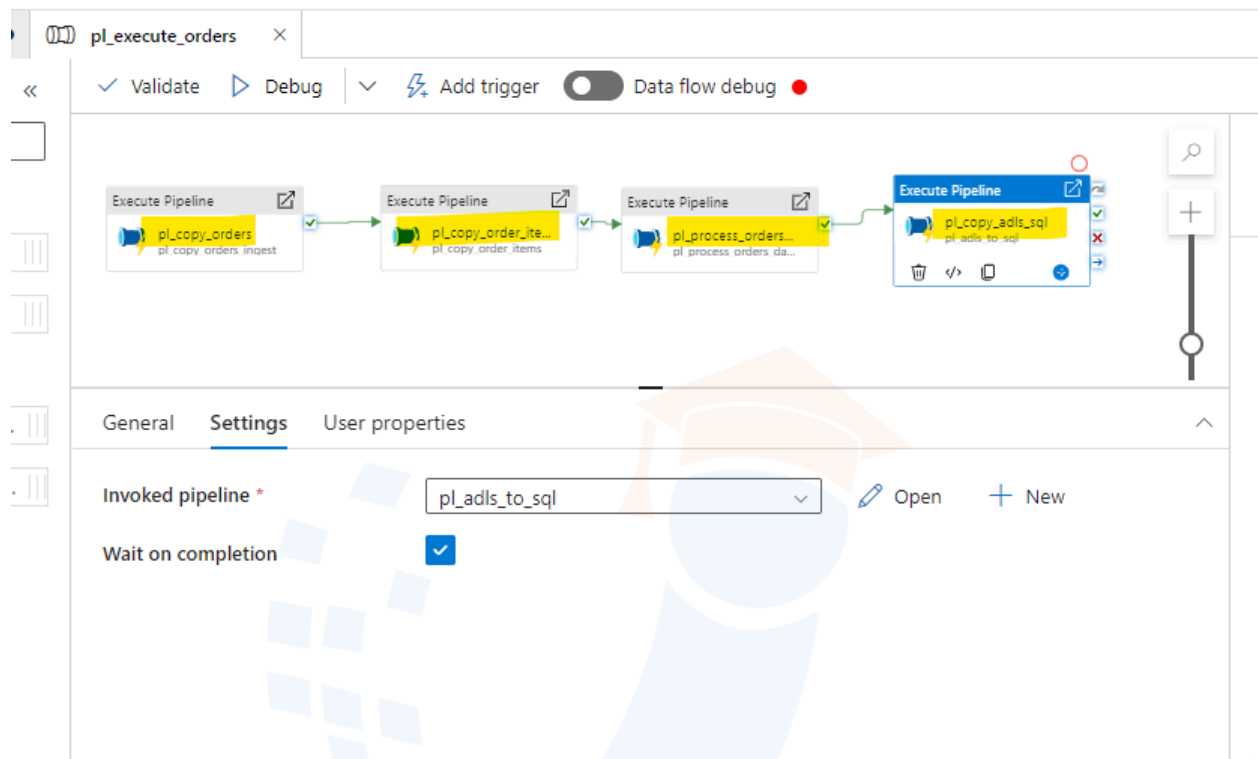 pl_execute_orders
Validate Debug Add trigger Data flow debug
Execute Pipeline
pl_copy_orders
pl_copy_orders_ingest
Execute Pipeline
pl_copy_order_ite...
pl_copy_order_items
Execute Pipeline
pl_process_orders...
pl_process_orders_da...
Execute Pipeline
pl_copy_adls_sql
pl_adls_to_sql
General Settings User properties
Invoked pipeline * pl_adls_to_sql Open New
Wait on completion